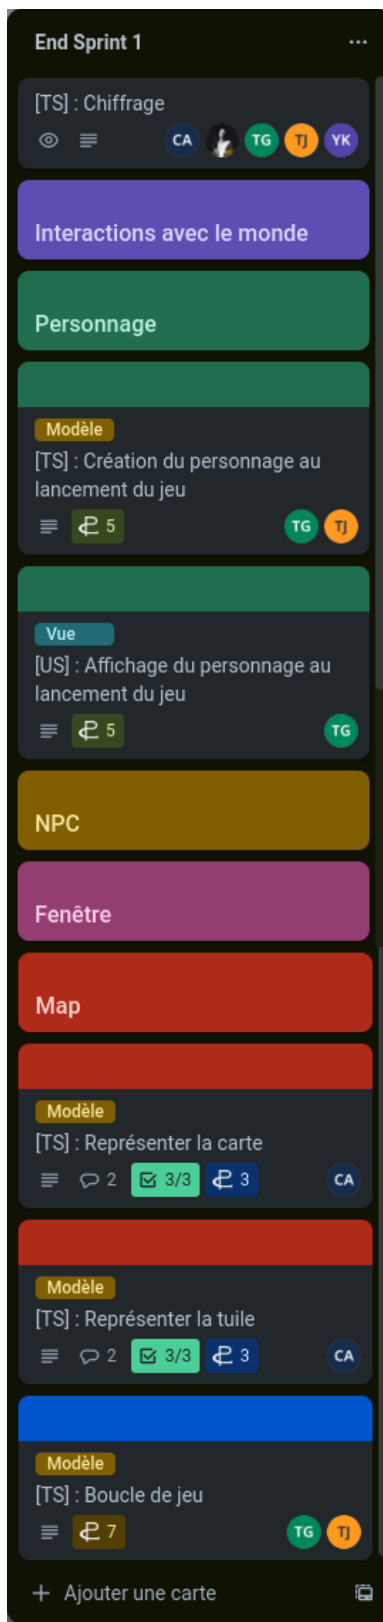 End Sprint 1
[TS] : Chiffrage
CA TG TJ YK
Interactions avec le monde
Personnage
Modèle
[TS] : Création du personnage au
lancement du jeu
5 TG TJ
Vue
[US] : Affichage du personnage au
lancement du jeu
5 TG
NPC
Fenêtre
Map
Modèle
[TS] : Représenter la carte
2 3/3 3 CA
Modèle
[TS] : Représenter la tuile
2 3/3 3 CA
Modèle
[TS] : Boucle de jeu
7 TG TJ
Ajouter une carte